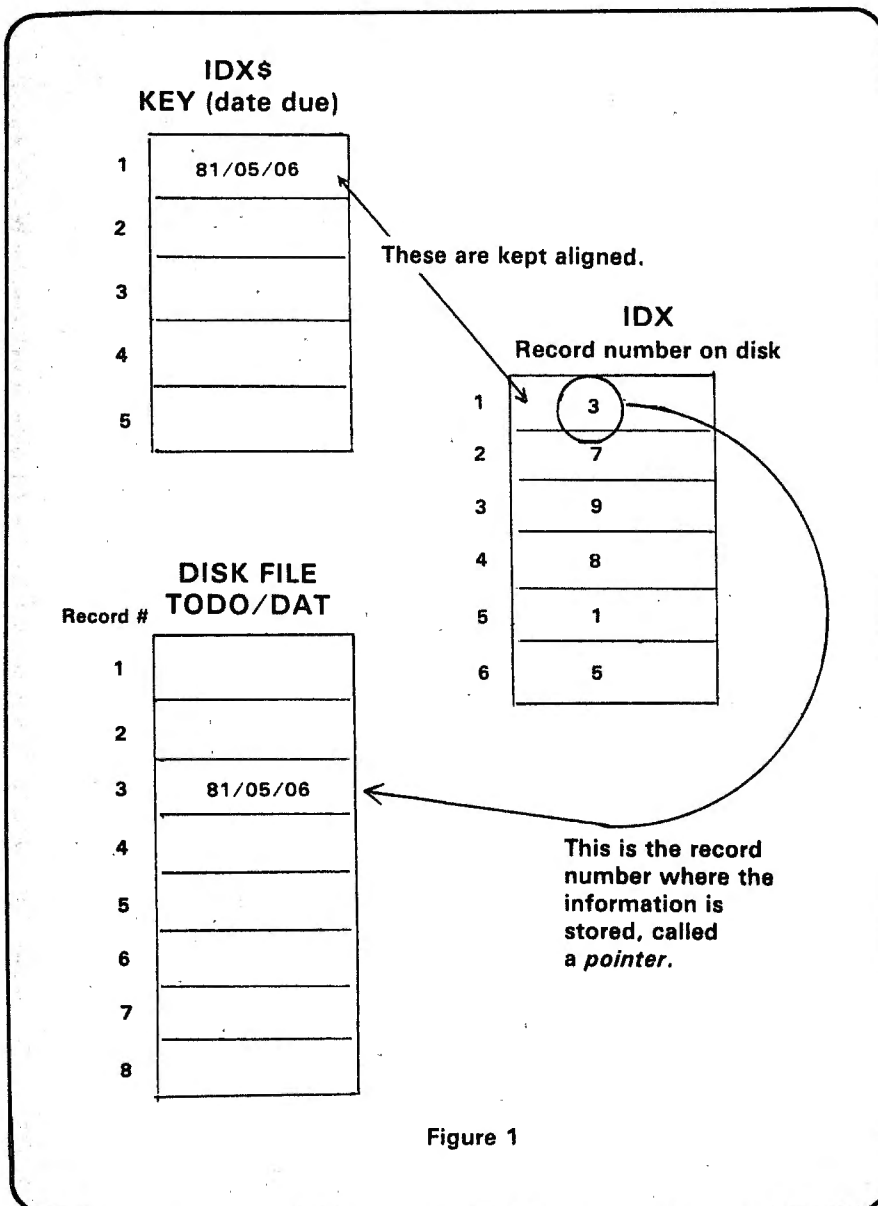 IDX$
KEY (date due)
1 81/05/06
2
3
4
5
These are kept aligned.
IDX
Record number on disk
1 3
2 7
3 9
4 8
5 1
6 5
DISK FILE
TODO/DAT
Record #
1
2
3 81/05/06
4
5
6
7
8
This is the record
number where the
information is
stored, called
a pointer.
Figure 1